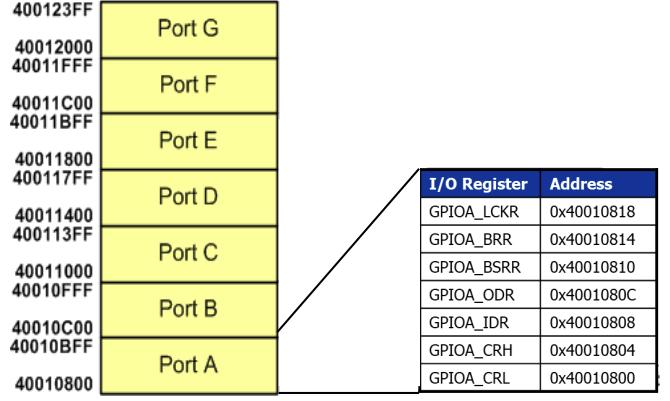 400123FF
Port G
40012000
40011FFF
Port F
40011C00
40011BFF
Port E
40011800
400117FF
Port D
40011400
400113FF
Port C
40011000
40010FFF
Port B
40010C00
40010BFF
Port A
40010800
I/O Register Address
GPIOA_LCKR 0x40010818
GPIOA_BRR 0x40010814
GPIOA_BSRR 0x40010810
GPIOA_ODR 0x4001080C
GPIOA_IDR 0x40010808
GPIOA_CRH 0x40010804
GPIOA_CRL 0x40010800